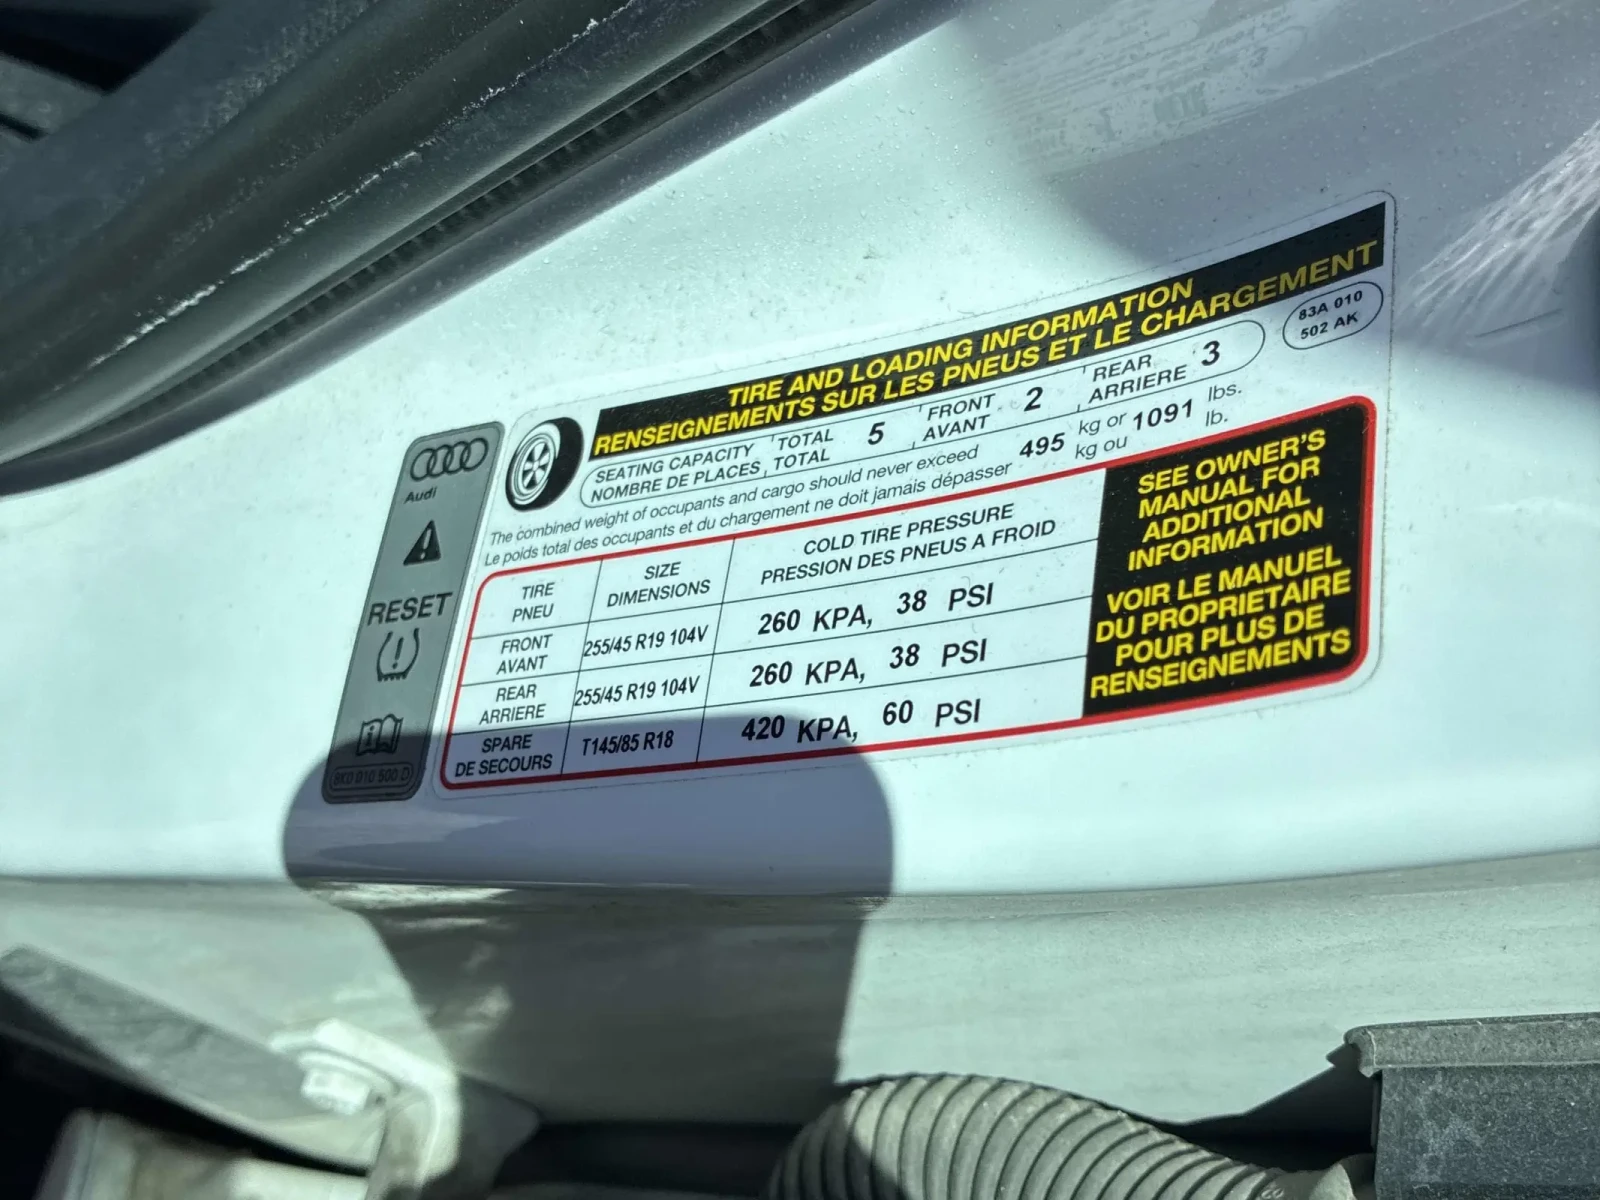 TIRE AND LOADING INFORMATION
RENSEIGNEMENTS SUR LES PNEUS ET LE CHARGEMENT
83A 010
502 AK
SEATING CAPACITY TOTAL 5 FRONT 2 REAR 3
NOMBRE DE PLACES TOTAL AVANT ARRIERE
The combined weight of occupants and cargo should never exceed 495 kg or 1091 lbs.
Le poids total des occupants et du chargement ne doit jamais dépasser kg ou lb.
TIRE SIZE COLD TIRE PRESSURE
PNEU DIMENSIONS PRESSION DES PNEUS A FROID
FRONT 255/45 R19 104V 260 KPA, 38 PSI
AVANT
REAR 255/45 R19 104V 260 KPA, 38 PSI
ARRIERE
SPARE T145/85 R18 420 KPA, 60 PSI
DE SECOURS
SEE OWNER'S
MANUAL FOR
ADDITIONAL
INFORMATION
VOIR LE MANUEL
DU PROPRIETAIRE
POUR PLUS DE
RENSEIGNEMENTS
Audi
RESET
8K0 010 500 D